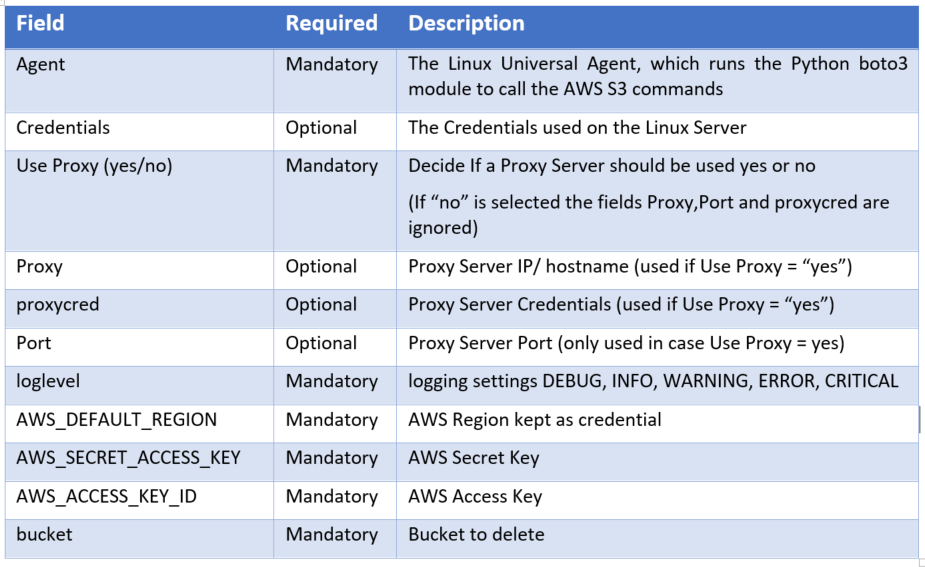 Field Required Description
Agent Mandatory The Linux Universal Agent, which runs the Python boto3
module to call the AWS S3 commands
Credentials Optional The Credentials used on the Linux Server
Use Proxy (yes/no) Mandatory Decide If a Proxy Server should be used yes or no
(If “no” is selected the fields Proxy,Port and proxycred are
ignored)
Proxy Optional Proxy Server IP/ hostname (used if Use Proxy = “yes”)
proxycred Optional Proxy Server Credentials (used if Use Proxy = “yes”)
Port Optional Proxy Server Port (only used in case Use Proxy = yes)
loglevel Mandatory logging settings DEBUG, INFO, WARNING, ERROR, CRITICAL
AWS_DEFAULT_REGION Mandatory AWS Region kept as credential
AWS_SECRET_ACCESS_KEY Mandatory AWS Secret Key
AWS_ACCESS_KEY_ID Mandatory AWS Access Key
bucket Mandatory Bucket to delete